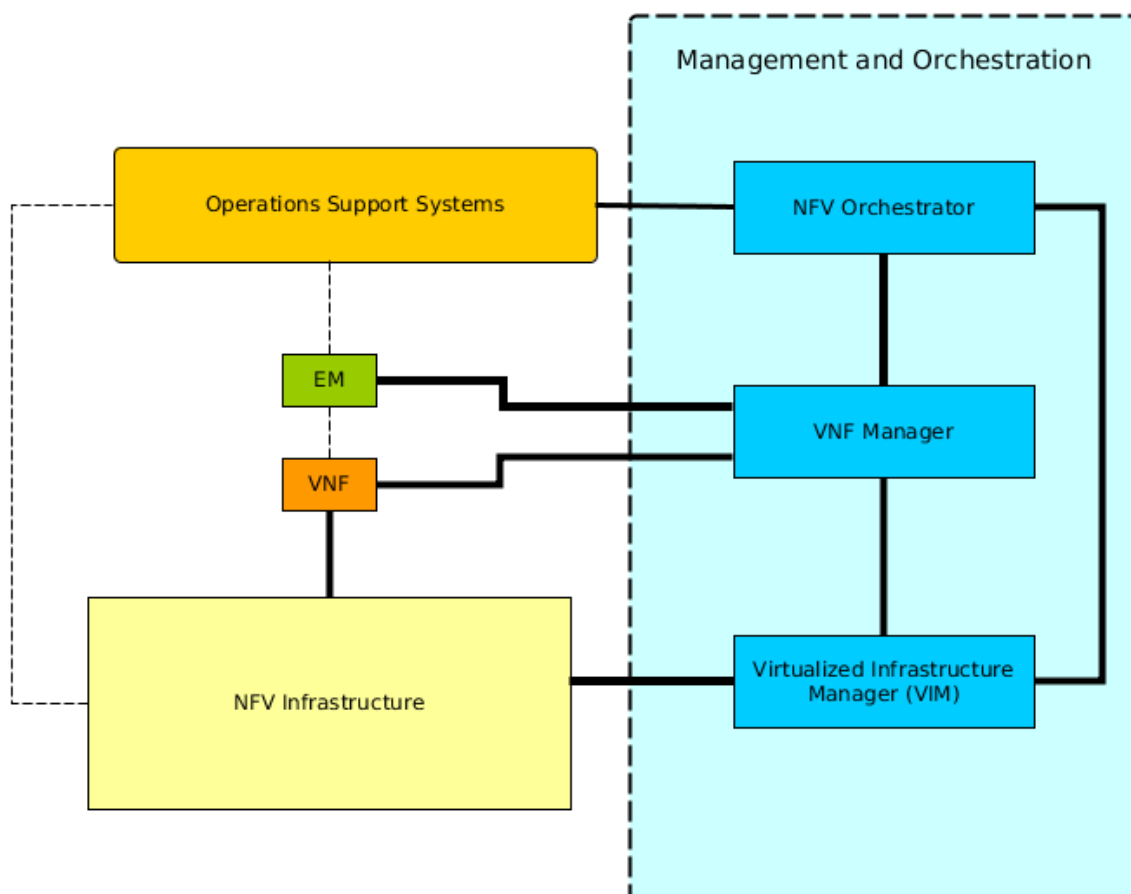 Management and Orchestration
Operations Support Systems
NFV Orchestrator
EM
VNF Manager
VNF
Virtualized Infrastructure
Manager (VIM)
NFV Infrastructure